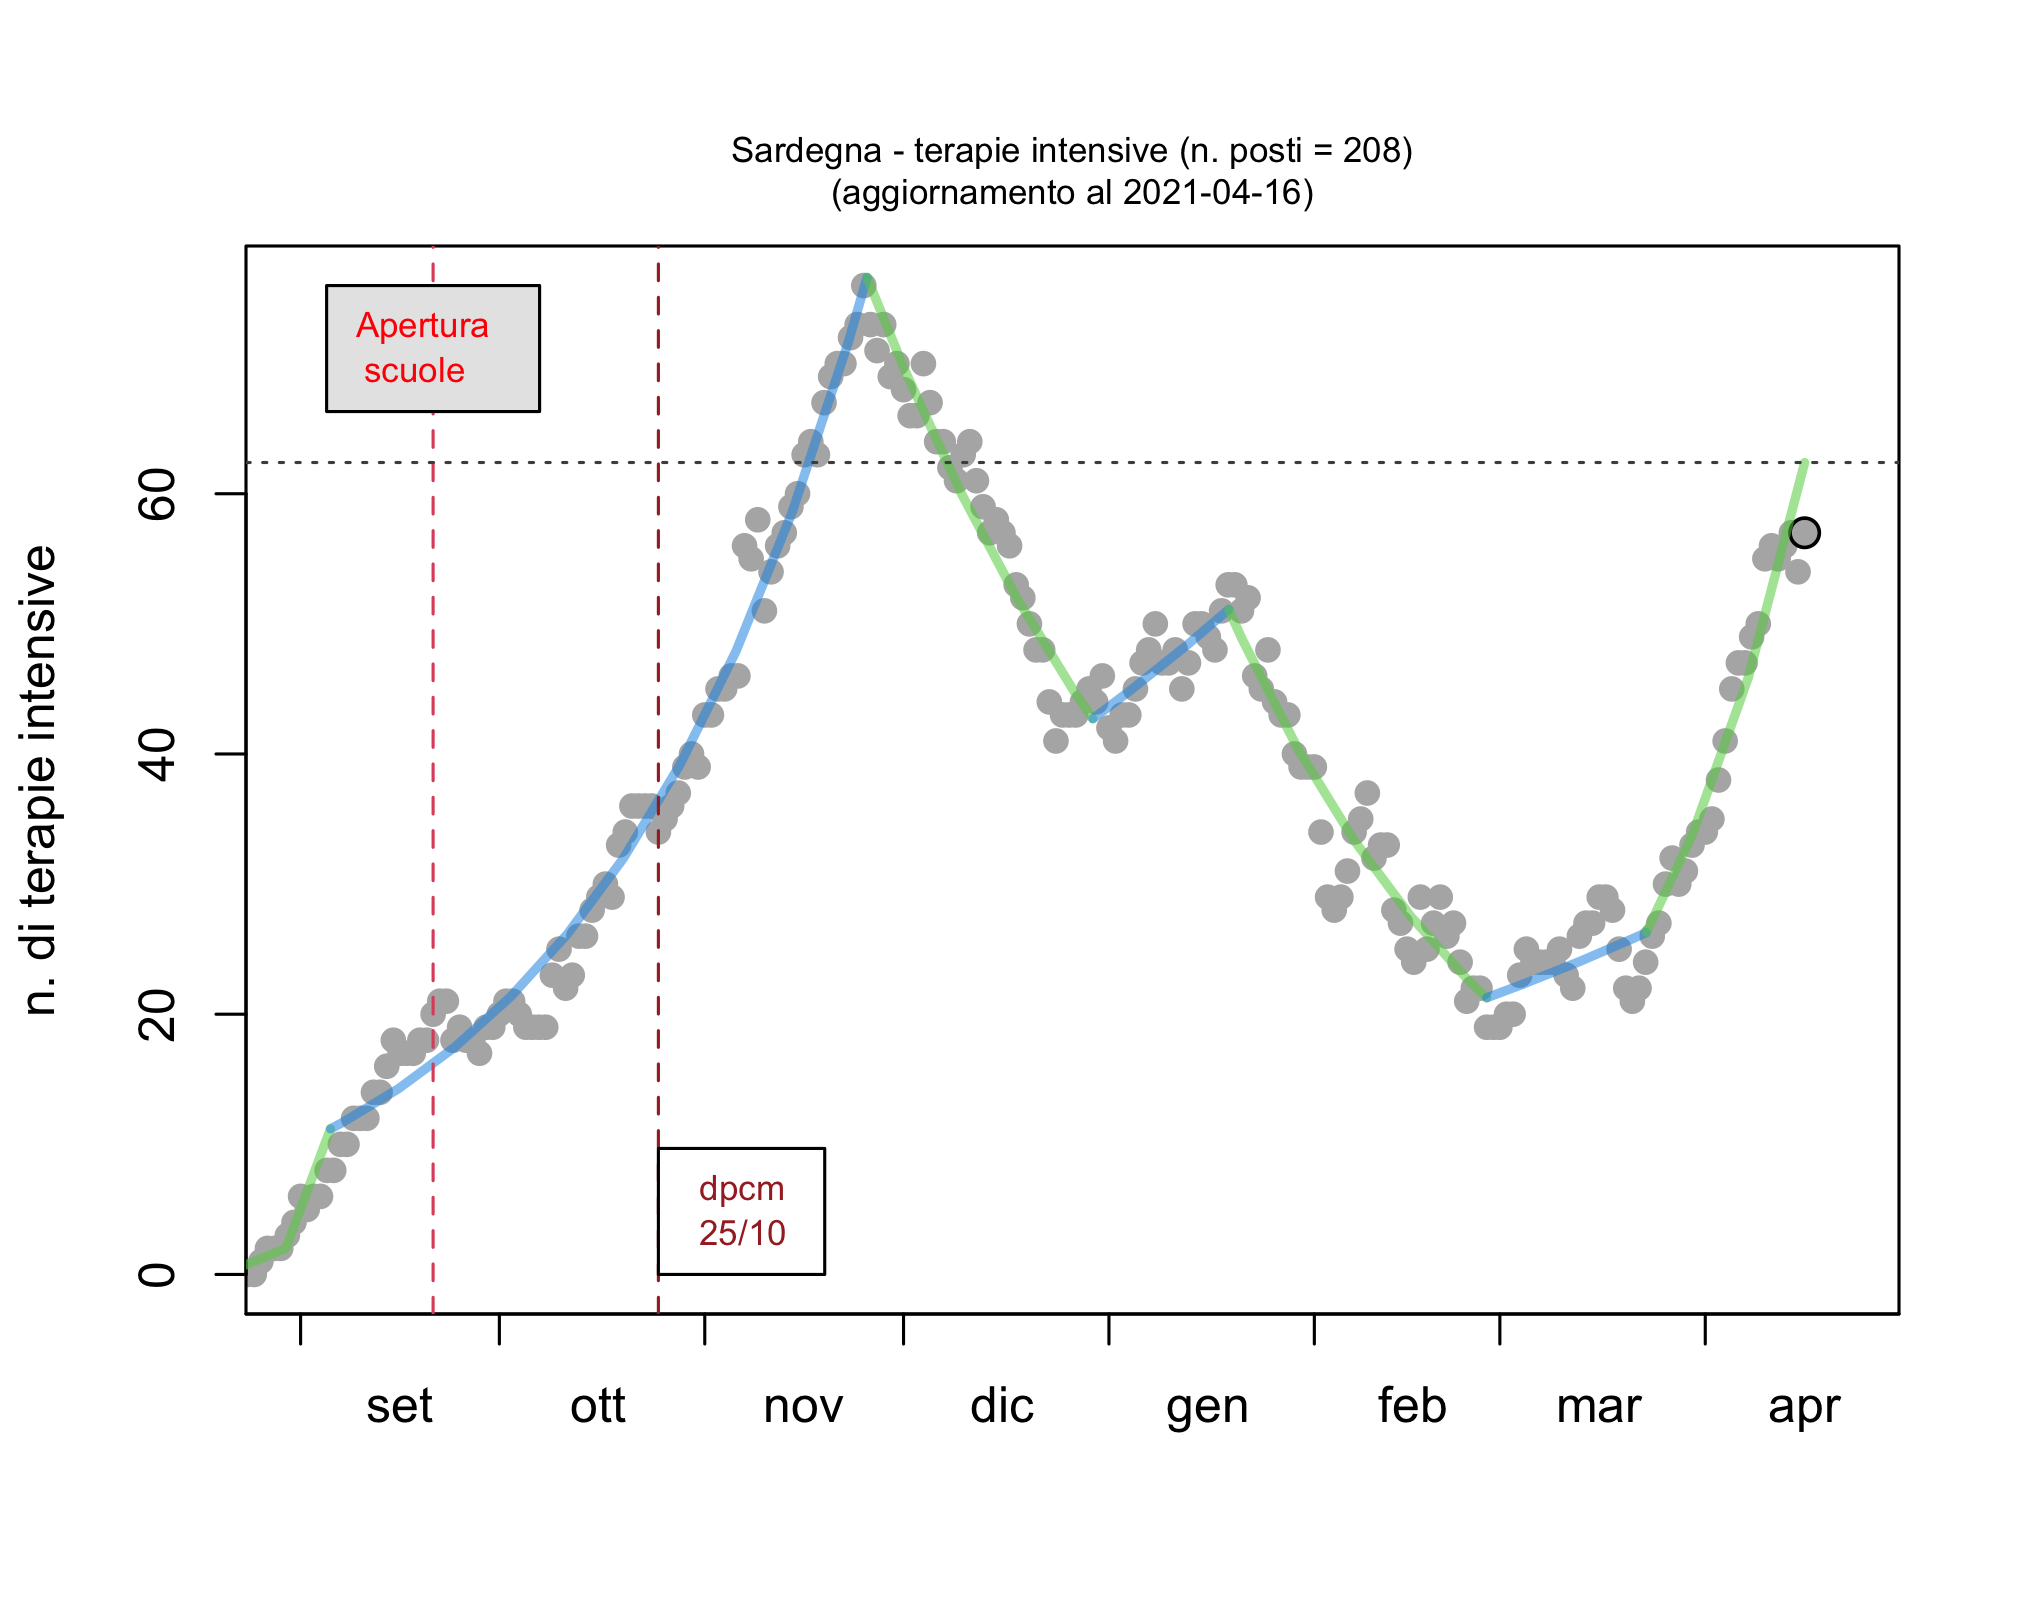 Sardegna - terapie intensive (n. posti = 208)
(aggiornamento al 2021-04-16)
Apertura
scuole
n. di terapie intensive
60
40
20
0
dpcm
25/10
set ott nov dic gen feb mar apr